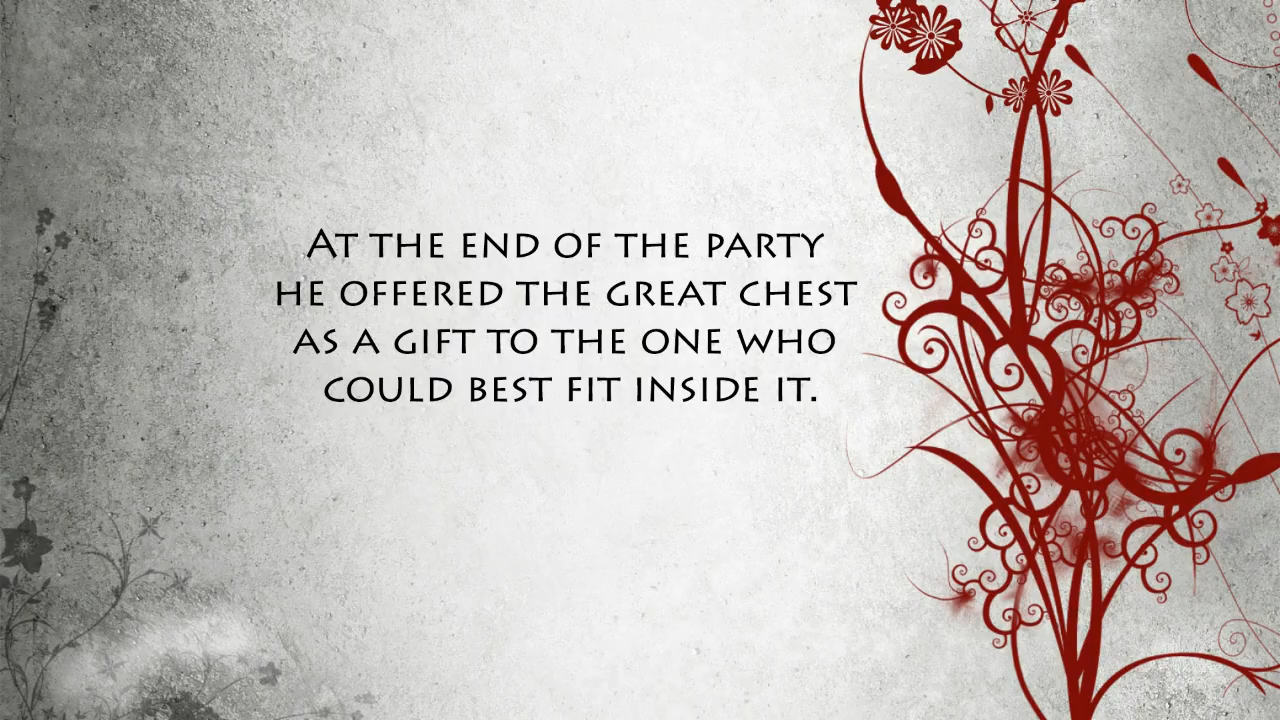 At the end of the party
he offered the great chest
as a gift to the one who
could best fit inside it.